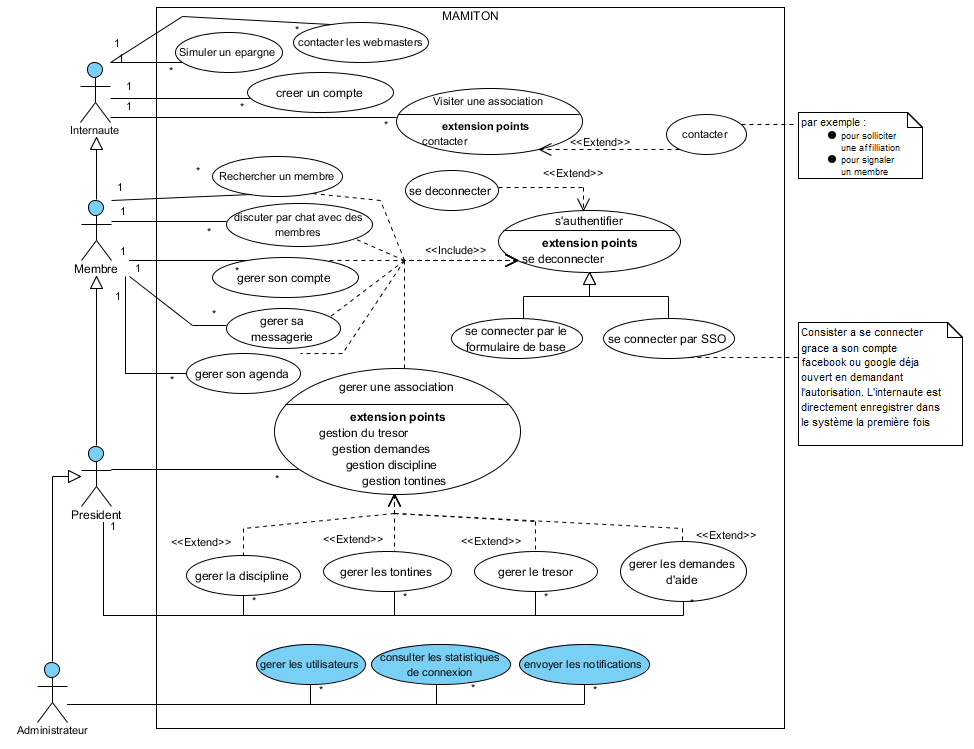 MAMITON
1
*
contacter les webmasters
1
Simuler un epargne
*
1
creer un compte
*
1
*
Internaute
Visiter une association
extension points
contacter
<<Extend>>
contacter
par exemple :
pour solliciter
une affilliation
pour signaler
un membre
*
Rechercher un membre
1
1
discuter par chat avec des
membres
*
Membre
1
1
1
*
gerer son compte
*
gerer sa
messagerie
gerer son agenda
*
<<Include>>
se deconnecter
<<Extend>>
s'authentifier
extension points
se deconnecter
se connecter par le
formulaire de base
se connecter par SSO
Consister a se connecter
grace a son compte
facebook ou google déja
ouvert en demandant
l'autorisation. L'internaute est
directement enregistrer dans
le système la première fois
gerer une association
extension points
gestion du tresor
gestion demandes
gestion discipline
gestion tontines
*
President
1
<<Extend>>
<<Extend>>
<<Extend>>
<<Extend>>
gerer la discipline
*
gerer les tontines
*
gerer le tresor
*
gerer les demandes
d'aide
*
gerer les utilisateurs
*
consulter les statistiques
de connexion
*
envoyer les notifications
*
Administrateur